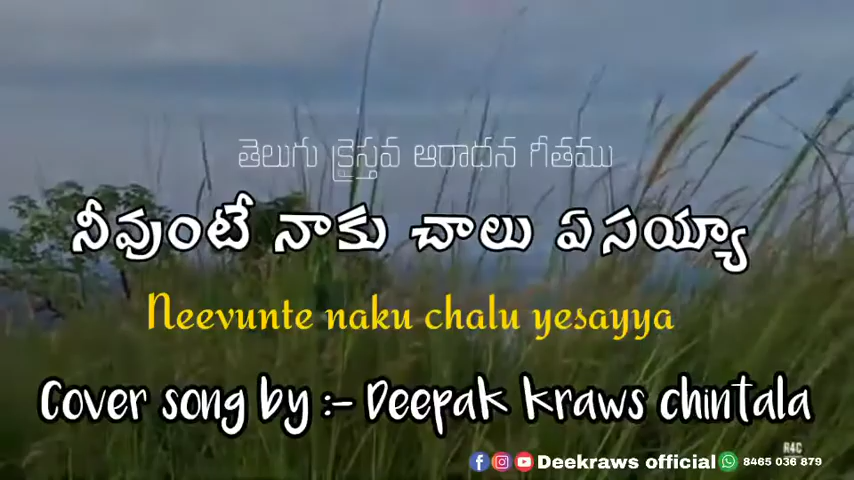 తెలుగు క్రైస్తవ ఆరాధన గీతము
నీవుంటే నాకు చాలు ఏసయ్యా
Neevunte naku chalu yesayya
Cover song by :- Deepak kraws chintala
R4C
Deekraws official 8465 036 879